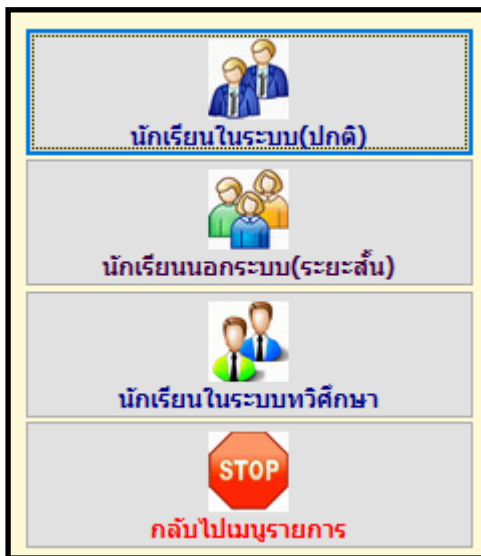 นักเรียนในระบบ(ปกติ)
นักเรียนนอกระบบ(ระยะสั้น)
นักเรียนในระบบทวิศึกษา
STOP
กลับไปเมนูรายการ